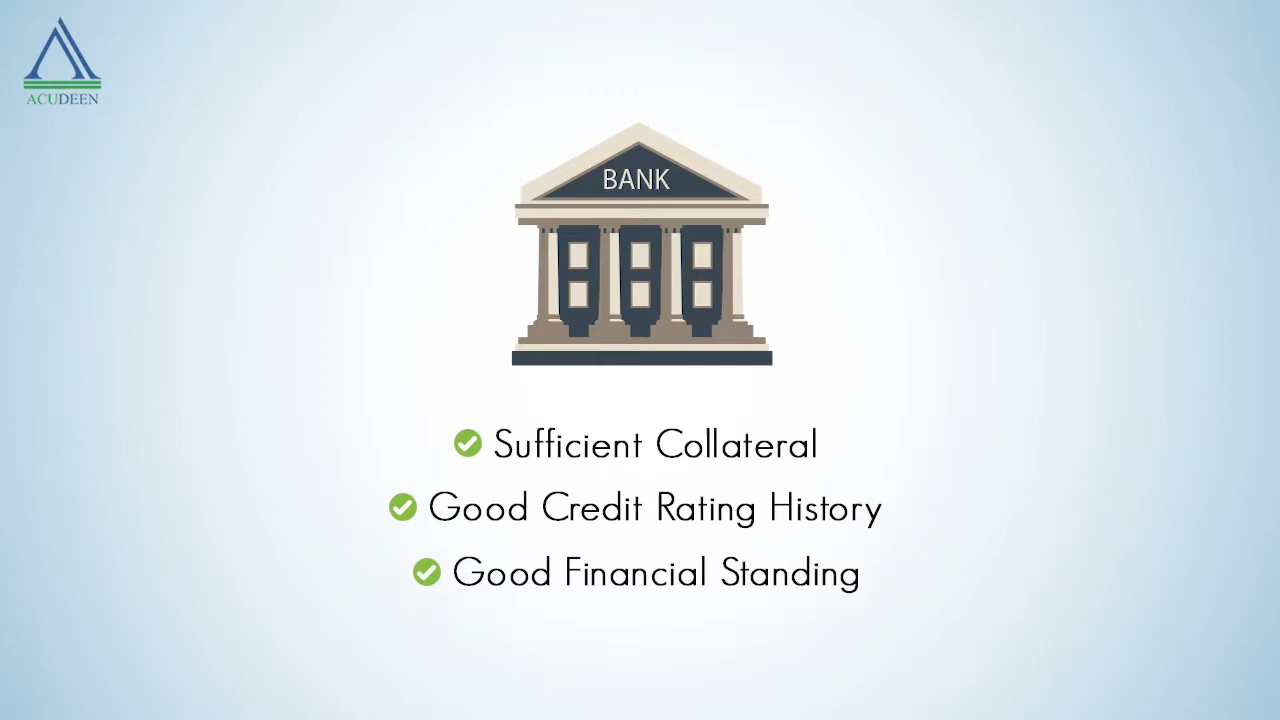 ACUDEEN
BANK
Sufficient Collateral
Good Credit Rating History
Good Financial Standing